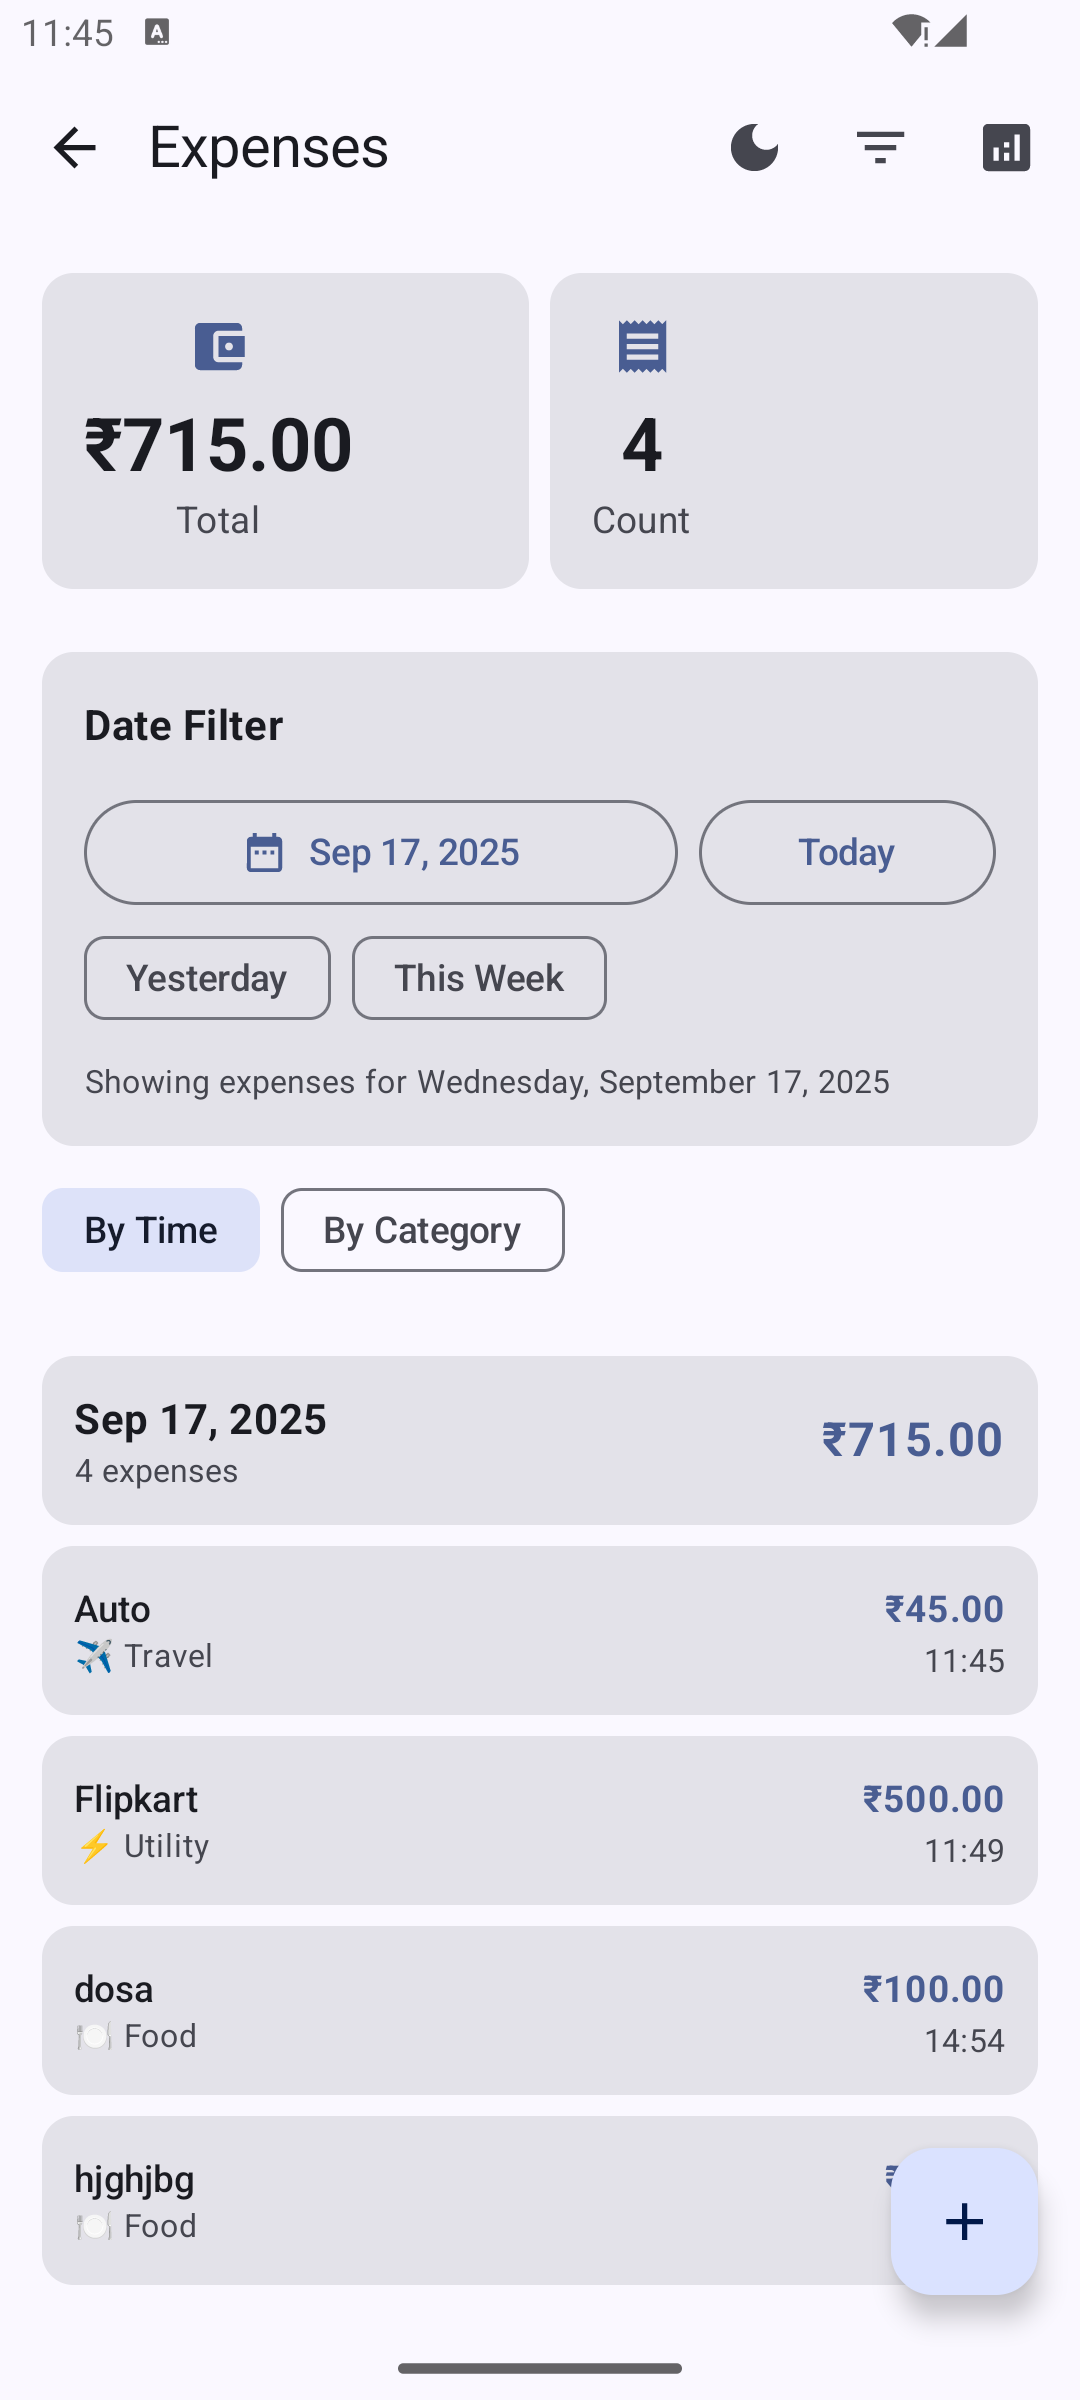 11:45
Expenses
₹715.00
Total
4
Count
Date Filter
Sep 17, 2025
Today
Yesterday
This Week
Showing expenses for Wednesday, September 17, 2025
By Time
By Category
Sep 17, 2025
4 expenses
₹715.00
Auto
Travel
₹45.00
11:45
Flipkart
Utility
₹500.00
11:49
dosa
Food
₹100.00
14:54
hjghjbg
Food